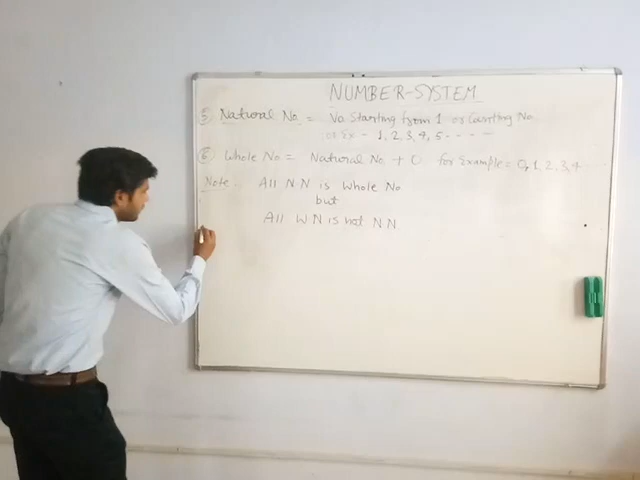 NUMBER-SYSTEM
5 Natural No. = No Starting from 1 or Counting No
or Ex - 1, 2, 3, 4, 5 - - - - -
6 Whole No = Natural No. + 0 for Example = 0, 1, 2, 3, 4 ......
Note:- All N.N is Whole No
but
All W N is not N N